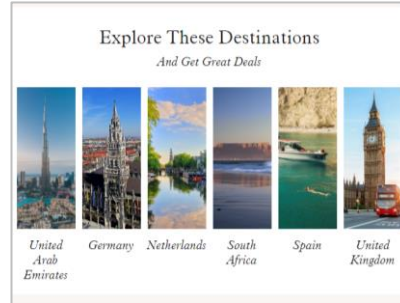 Explore These Destinations
And Get Great Deals
United
Arab
Emirates
Germany
Netherlands
South
Africa
Spain
United
Kingdom